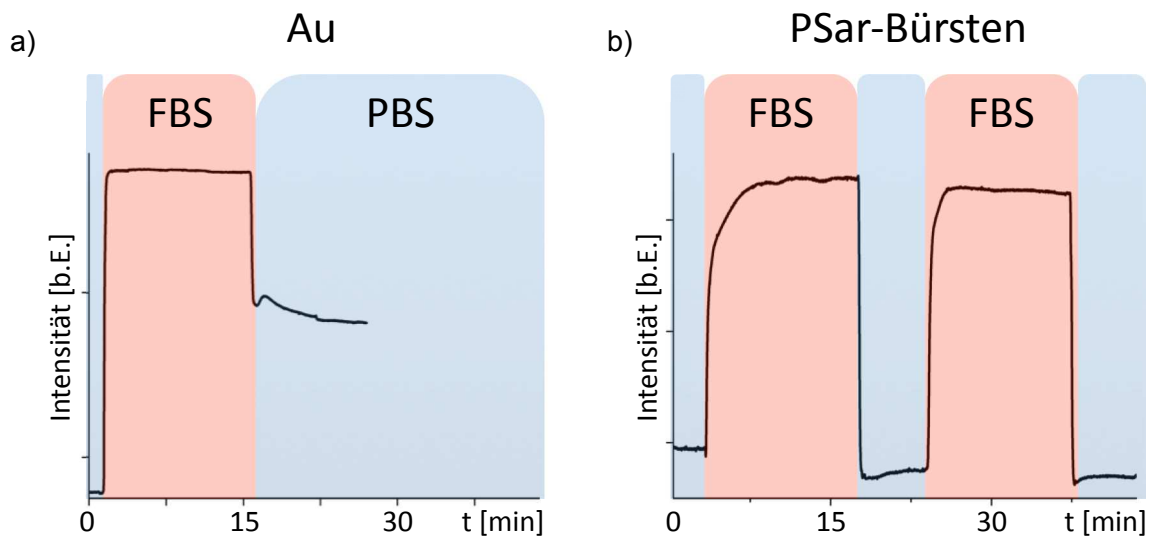 a)
Au
FBS
PBS
Intensität [b.E.]
0
15
30
t [min]
b)
PSar-Bürsten
FBS
FBS
Intensität [b.E.]
0
15
30
t [min]